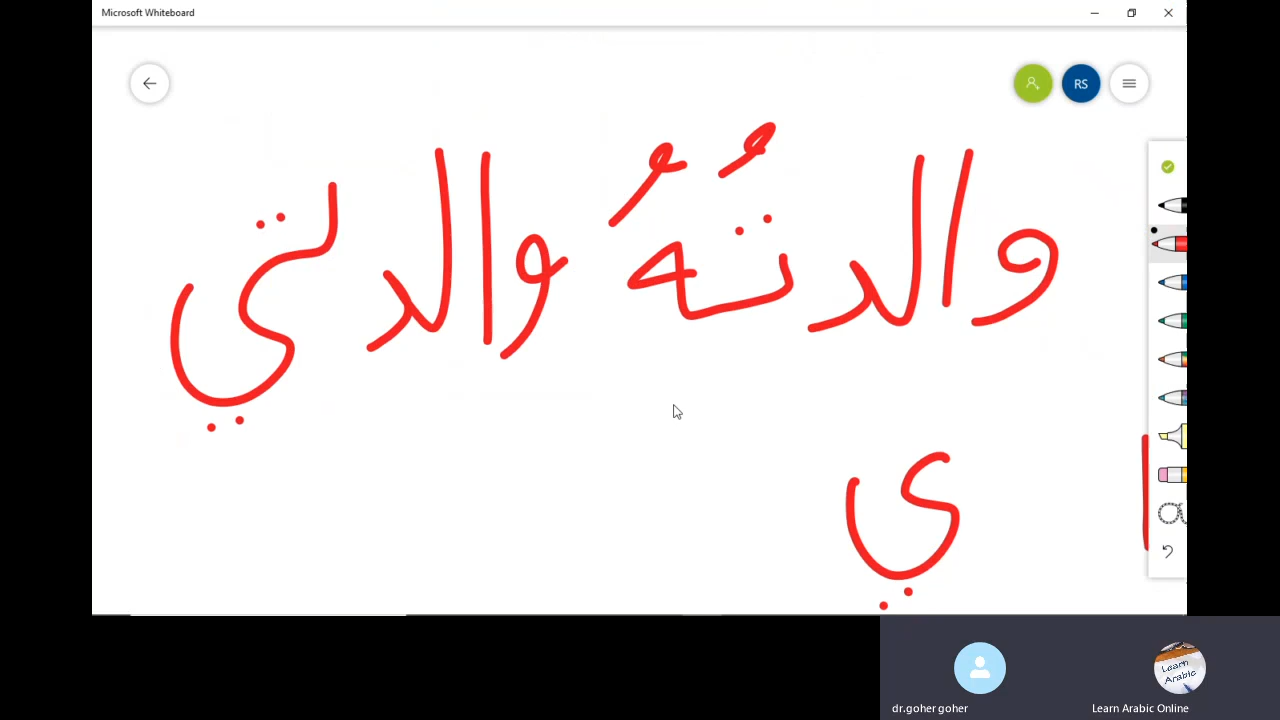 Microsoft Whiteboard
RS
والدتُهُ والدتي
ي
dr.goher goher
Learn Arabic
Learn Arabic Online